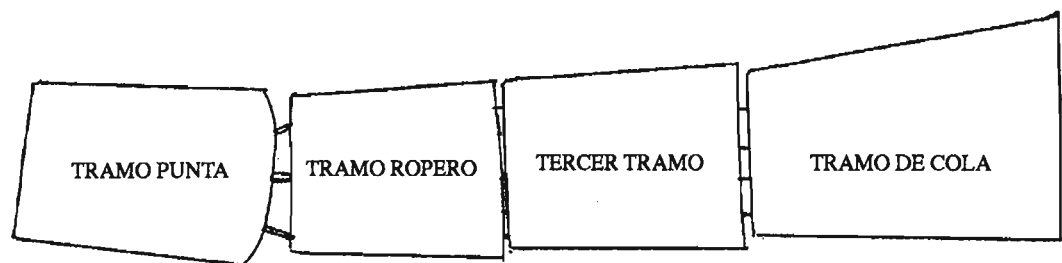 TRAMO PUNTA
TRAMO ROPERO
TERCER TRAMO
TRAMO DE COLA